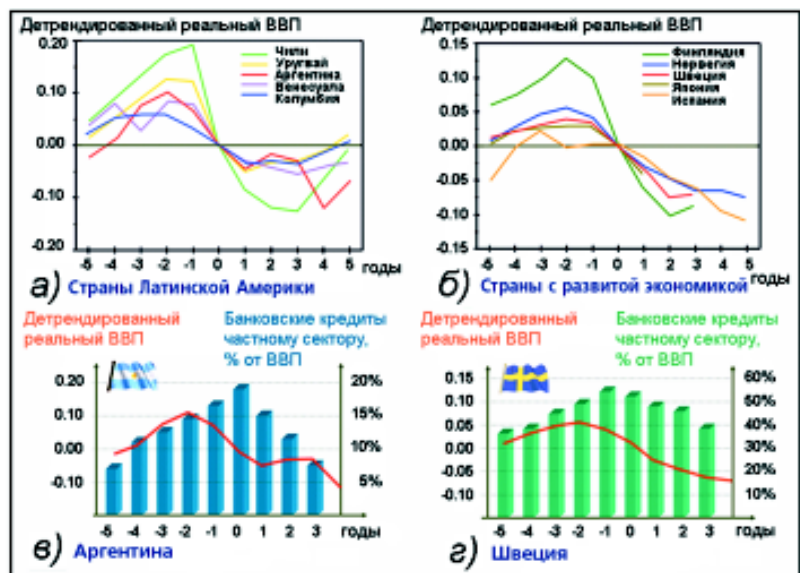 Детрендированный реальный ВВП
0.20
0.10
0.00
-0.10
-0.20
Чили
Уругвай
Аргентина
Венесуэла
Колумбия
-5 -4 -3 -2 -1 0 1 2 3 4 5 годы
а) Страны Латинской Америки
Детрендированный реальный ВВП
0.15
0.10
0.05
0.00
-0.05
-0.10
-0.15
Финляндия
Норвегия
Швеция
Япония
Испания
-5 -4 -3 -2 -1 0 1 2 3 4 5 годы
б) Страны с развитой экономикой
Детрендированный
реальный ВВП
Банковские кредиты
частному сектору,
% от ВВП
0.20
0.10
0.00
-0.10
20%
15%
10%
5%
-5 -4 -3 -2 -1 0 1 2 3 годы
в) Аргентина
Детрендированный
реальный ВВП
Банковские кредиты
частному сектору,
% от ВВП
0.15
0.10
0.05
0.00
-0.05
-0.10
60%
50%
40%
30%
20%
10%
-5 -4 -3 -2 -1 0 1 2 3 годы
г) Швеция